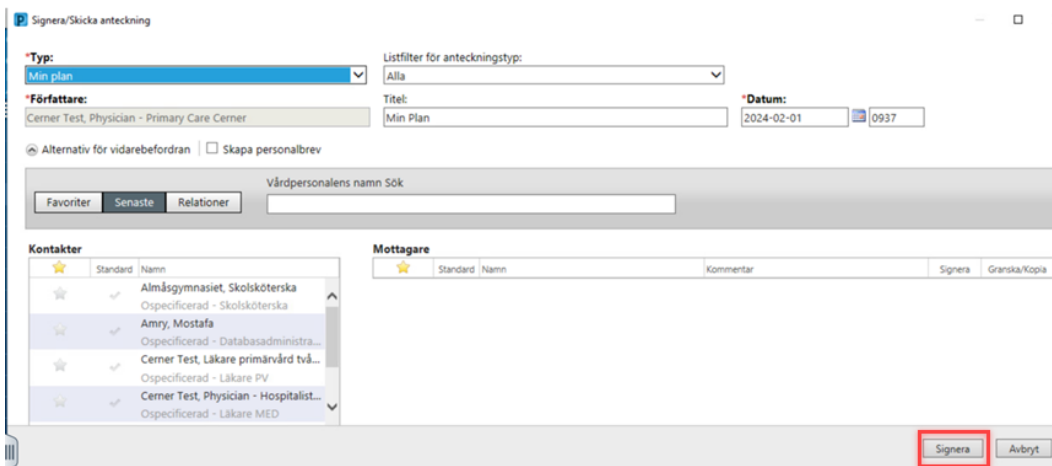 Signera/Skicka anteckning
*Typ:
Listfilter för anteckningstyp:
Min plan
Alla
*Författare:
Titel:
*Datum:
Cerner Test, Physician - Primary Care Cerner
Min Plan
2024-02-01
0937
Alternativ för vidarebefordran
Skapa personalbrev
Vårdpersonalens namn Sök
Favoriter
Senaste
Relationer
Kontakter
Standard
Namn
Almåsgymnasiet, Skolsköterska
Ospecificerad - Skolsköterska
Amry, Mostafa
Ospecificerad - Databasadministra...
Cerner Test, Läkare primärvård två...
Ospecificerad - Läkare PV
Cerner Test, Physician - Hospitalist...
Ospecificerad - Läkare MED
Mottagare
Standard
Namn
Kommentar
Signera
Granska/Kopia
Signera
Avbryt